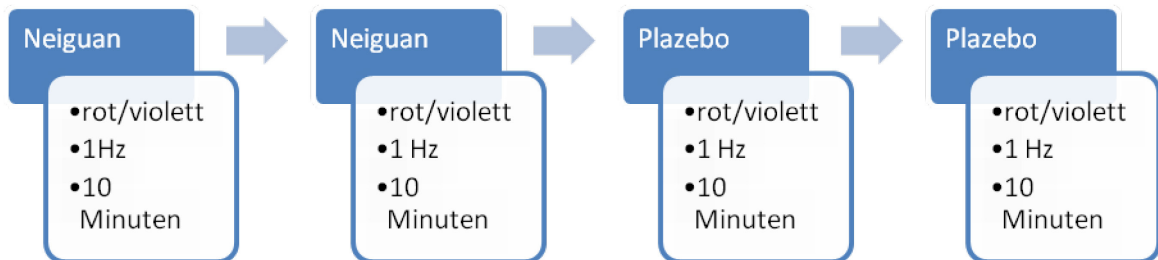 Neiguan
•rot/violett
•1Hz
•10
Minuten
Neiguan
•rot/violett
•1 Hz
•10
Minuten
Plazebo
•rot/violett
•1 Hz
•10
Minuten
Plazebo
•rot/violett
•1 Hz
•10
Minuten